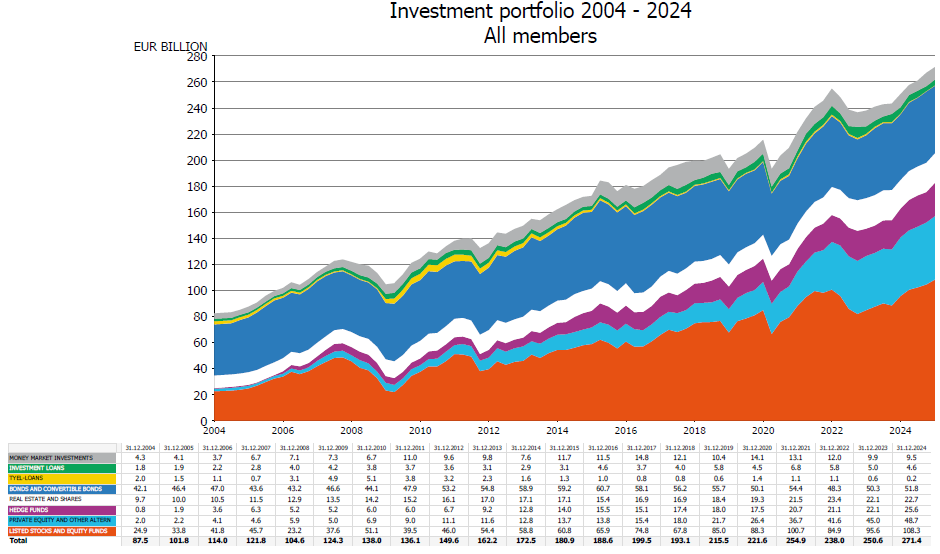 Investment portfolio 2004 - 2024
All members
EUR BILLION
280
260
240
220
200
180
160
140
120
100
80
60
40
20
0
2004 2006 2008 2010 2012 2014 2016 2018 2020 2022 2024
31.12.2004 31.12.2005 31.12.2006 31.12.2007 31.12.2008 31.12.2009 31.12.2010 31.12.2011 31.12.2012 31.12.2013 31.12.2014 31.12.2015 31.12.2016 31.12.2017 31.12.2018 31.12.2019 31.12.2020 31.12.2021 31.12.2022 31.12.2023 31.12.2024
MONEY MARKET INVESTMENTS 4.3 4.1 3.7 6.7 7.1 7.3 6.7 11.0 9.6 9.8 7.6 11.7 11.5 14.8 12.1 10.4 14.1 13.1 12.0 9.9 9.5
INVESTMENT LOANS 1.8 1.9 2.2 2.8 4.0 4.2 3.8 3.7 3.6 3.1 2.9 3.1 4.6 3.7 4.0 5.8 4.5 6.8 5.8 5.0 4.6
TYEL-LOANS 2.0 1.5 1.1 0.7 3.1 4.9 5.1 3.8 3.2 2.3 1.6 1.3 1.0 0.8 0.8 0.6 1.4 1.1 1.1 0.6 0.2
BONDS AND CONVERTIBLE BONDS 42.1 46.4 47.0 43.6 43.2 46.6 44.1 47.9 53.2 54.8 58.9 59.2 60.7 58.1 56.2 55.7 50.1 54.4 48.3 50.3 51.8
REAL ESTATE AND SHARES 9.7 10.0 10.5 11.5 12.9 13.5 14.2 15.2 16.1 17.0 17.1 17.1 15.4 16.9 16.9 18.4 19.3 21.5 23.4 22.1 22.7
HEDGE FUNDS 0.8 1.9 3.6 6.3 5.2 5.2 6.0 6.0 6.7 9.2 12.8 14.0 15.5 15.1 17.4 18.0 17.5 20.7 21.1 22.1 25.6
PRIVATE EQUITY AND OTHER ALTERN 2.0 2.2 4.1 4.6 5.9 5.0 6.9 9.0 11.1 11.6 12.8 13.7 13.8 15.4 18.0 21.7 26.4 36.7 41.6 45.0 48.7
LISTED STOCKS AND EQUITY FUNDS 24.9 33.8 41.8 45.7 23.2 37.6 51.1 39.5 46.0 54.4 58.8 60.8 65.9 74.8 67.8 85.0 88.3 100.7 84.9 95.6 108.3
Total 87.5 101.8 114.0 121.8 104.6 124.3 138.0 136.1 149.6 162.2 172.5 180.9 188.6 199.5 193.1 215.5 221.6 254.9 238.0 250.6 271.4